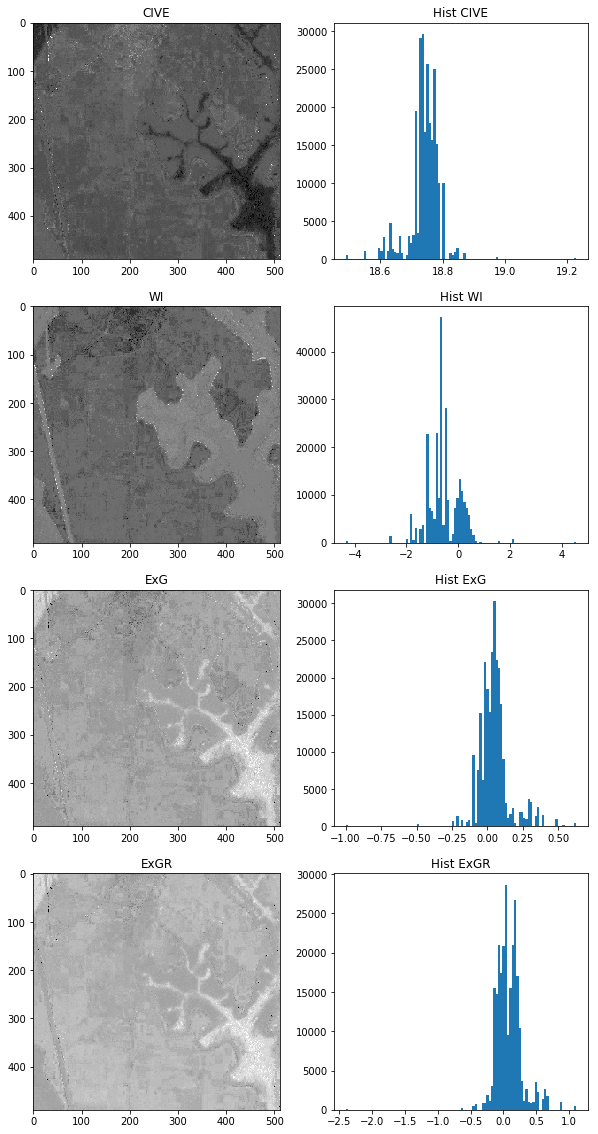 CIVE
0
100
200
300
400
0 100 200 300 400 500
Hist CIVE
30000
25000
20000
15000
10000
5000
0
18.6 18.8 19.0 19.2
WI
0
100
200
300
400
0 100 200 300 400 500
Hist WI
40000
30000
20000
10000
0
−4 −2 0 2 4
ExG
0
100
200
300
400
0 100 200 300 400 500
Hist ExG
30000
25000
20000
15000
10000
5000
0
−1.00 −0.75 −0.50 −0.25 0.00 0.25 0.50
ExGR
0
100
200
300
400
0 100 200 300 400 500
Hist ExGR
30000
25000
20000
15000
10000
5000
0
−2.5 −2.0 −1.5 −1.0 −0.5 0.0 0.5 1.0